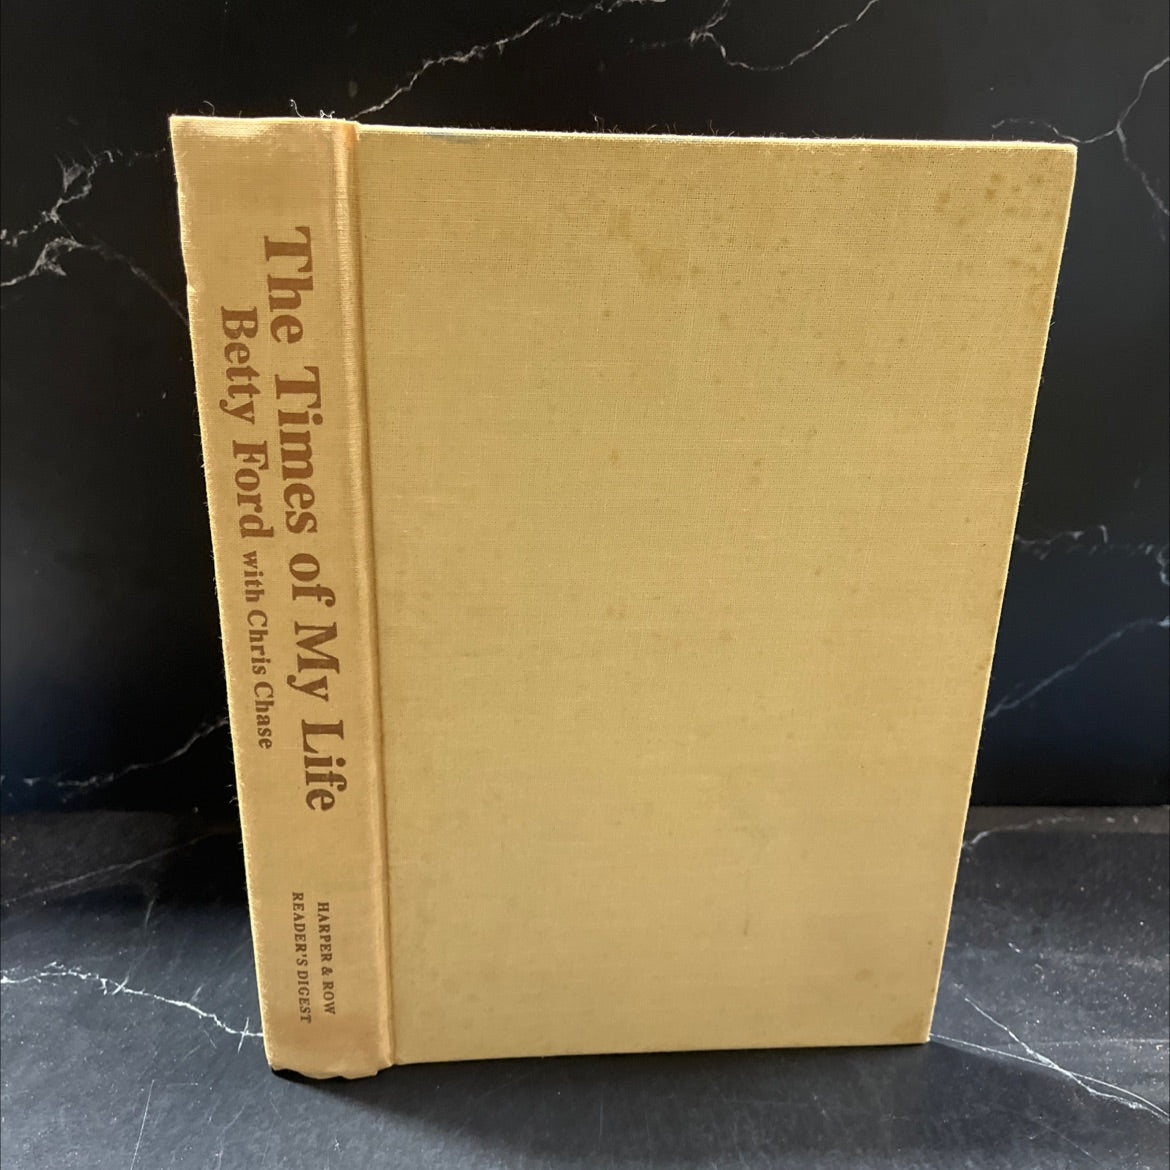 The Times of My Life
Betty Ford with Chris Chase
HARPER & ROW
READER'S DIGEST